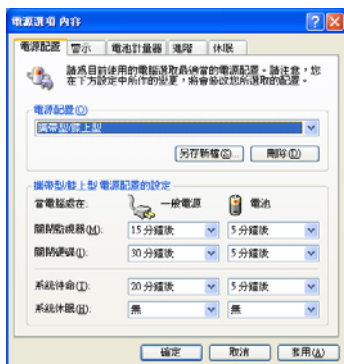 電源選項 內容
電源配置 警示 電池計量器 進階 休眠
請為目前使用的電腦選取最適當的電源配置。請注意，您
在下方設定中所作的變更，將會修改您所選取的配置。
電源配置(O)
攜帶型/膝上型
另存新檔(S)... 刪除(D)
攜帶型/膝上型 電源配置的設定
當電腦處在: 一般電源 電池
關閉監視器(M): 15 分鐘後 5 分鐘後
關閉硬碟(I): 30 分鐘後 5 分鐘後
系統待命(T): 20 分鐘後 5 分鐘後
系統休眠(H): 無 無
確定 取消 套用(A)